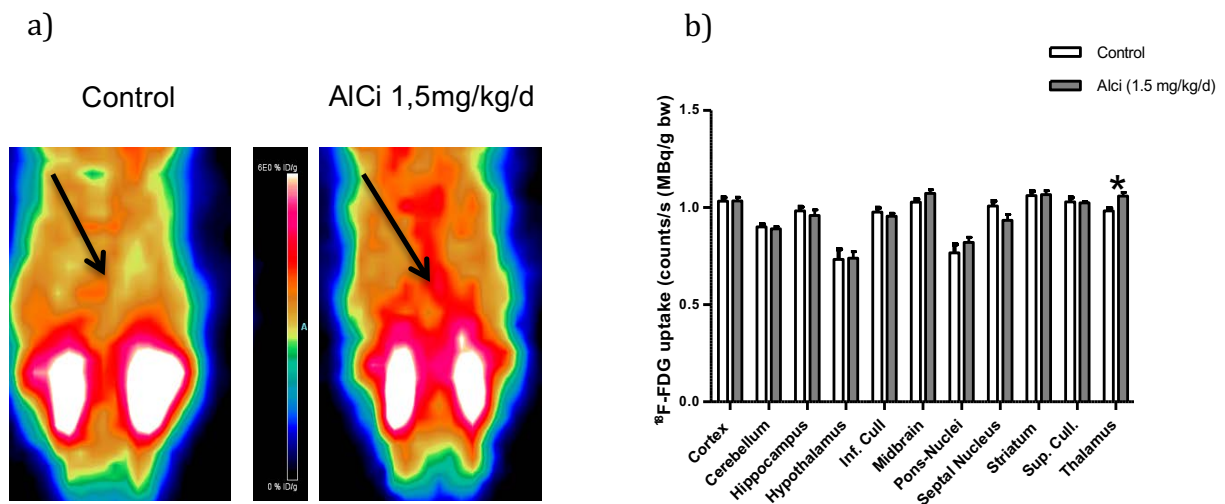 a)
Control
AlCi 1,5mg/kg/d
6E0 % ID/g
A
0 % ID/g
b)
Control
Alci (1.5 mg/kg/d)
¹⁸F-FDG uptake (counts/s (MBq/g bw)
1.5
1.0
0.5
0.0
*
Cortex
Cerebellum
Hippocampus
Hypothamus
Inf. Cull
Midbrain
Pons-Nuclei
Septal Nucleus
Striatum
Sup. Cull.
Thalamus